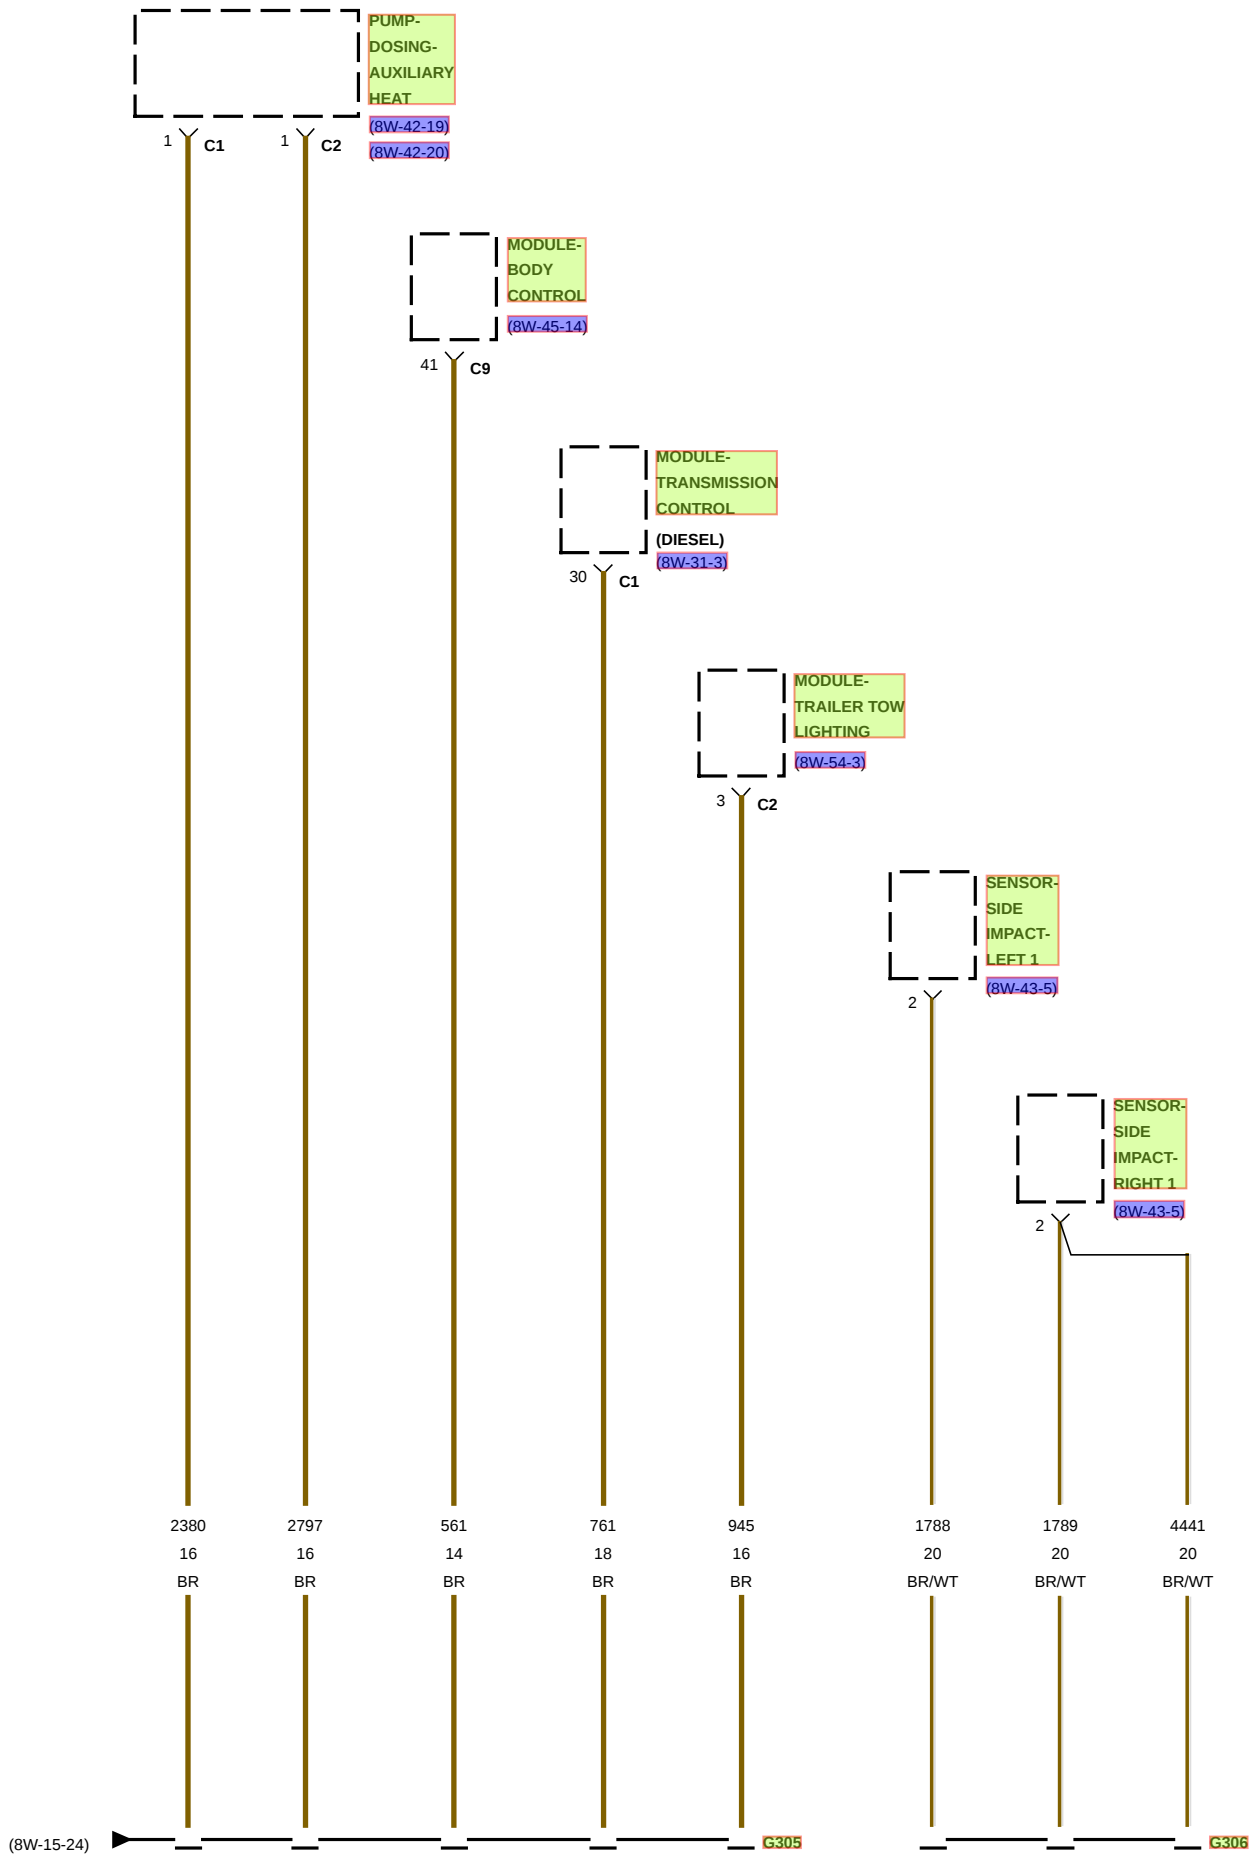 PUMP-
DOSING-
AUXILIARY
HEAT
(8W-42-19)
(8W-42-20)
1 C1
1 C2
MODULE-
BODY
CONTROL
(8W-45-14)
41 C9
MODULE-
TRANSMISSION
CONTROL
(DIESEL)
(8W-31-3)
30 C1
MODULE-
TRAILER TOW
LIGHTING
(8W-54-3)
3 C2
SENSOR-
SIDE
IMPACT-
LEFT 1
(8W-43-5)
2
SENSOR-
SIDE
IMPACT-
RIGHT 1
(8W-43-5)
2
2380 2797 561 761 945 1788 1789 4441
16 16 14 18 16 20 20 20
BR BR BR BR BR BR/WT BR/WT BR/WT
(8W-15-24) G305 G306